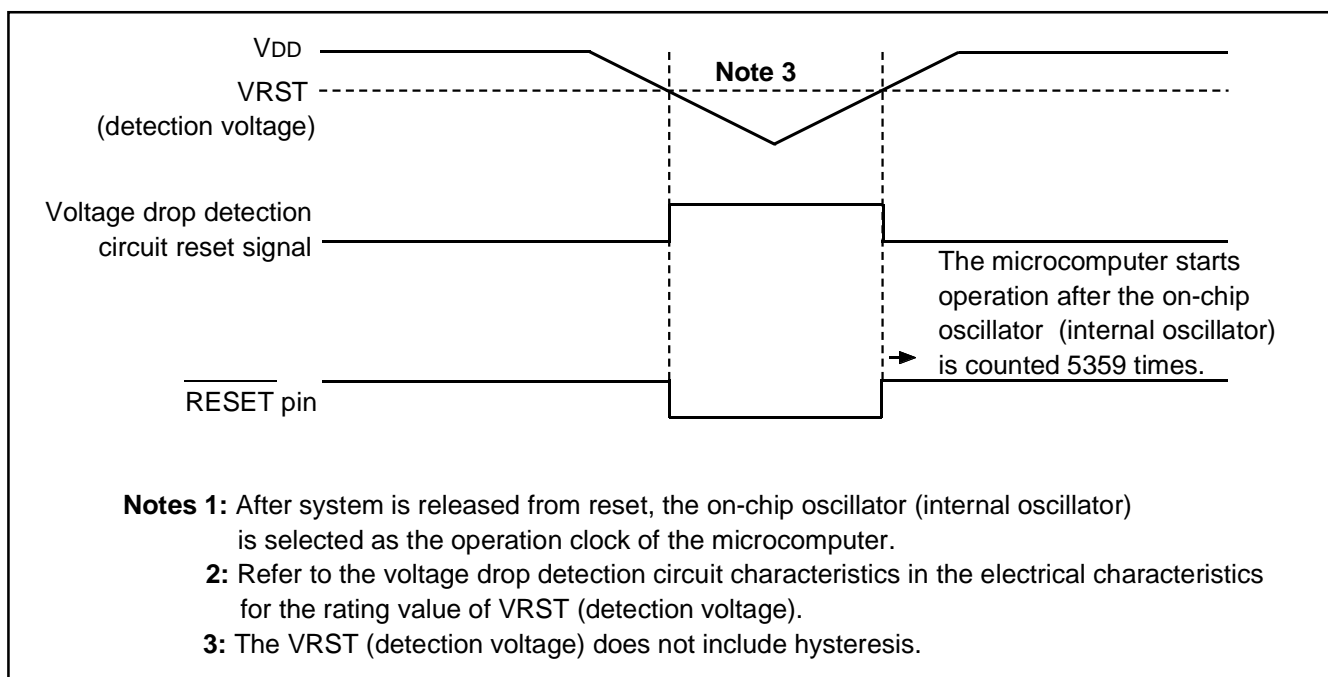 VDD
Note 3
VRST
(detection voltage)
Voltage drop detection
circuit reset signal
The microcomputer starts
operation after the on-chip
oscillator (internal oscillator)
is counted 5359 times.
RESET pin
Notes 1: After system is released from reset, the on-chip oscillator (internal oscillator)
is selected as the operation clock of the microcomputer.
2: Refer to the voltage drop detection circuit characteristics in the electrical characteristics
for the rating value of VRST (detection voltage).
3: The VRST (detection voltage) does not include hysteresis.